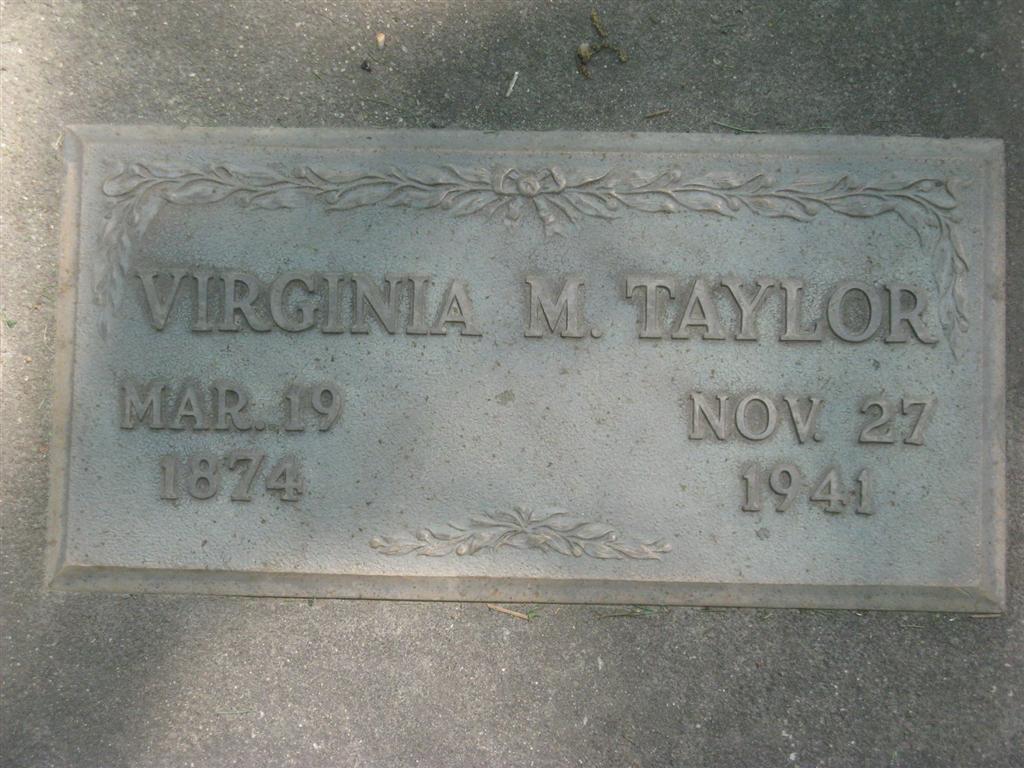 VIRGINIA M. TAYLOR
MAR. 19 NOV. 27
1874 1941